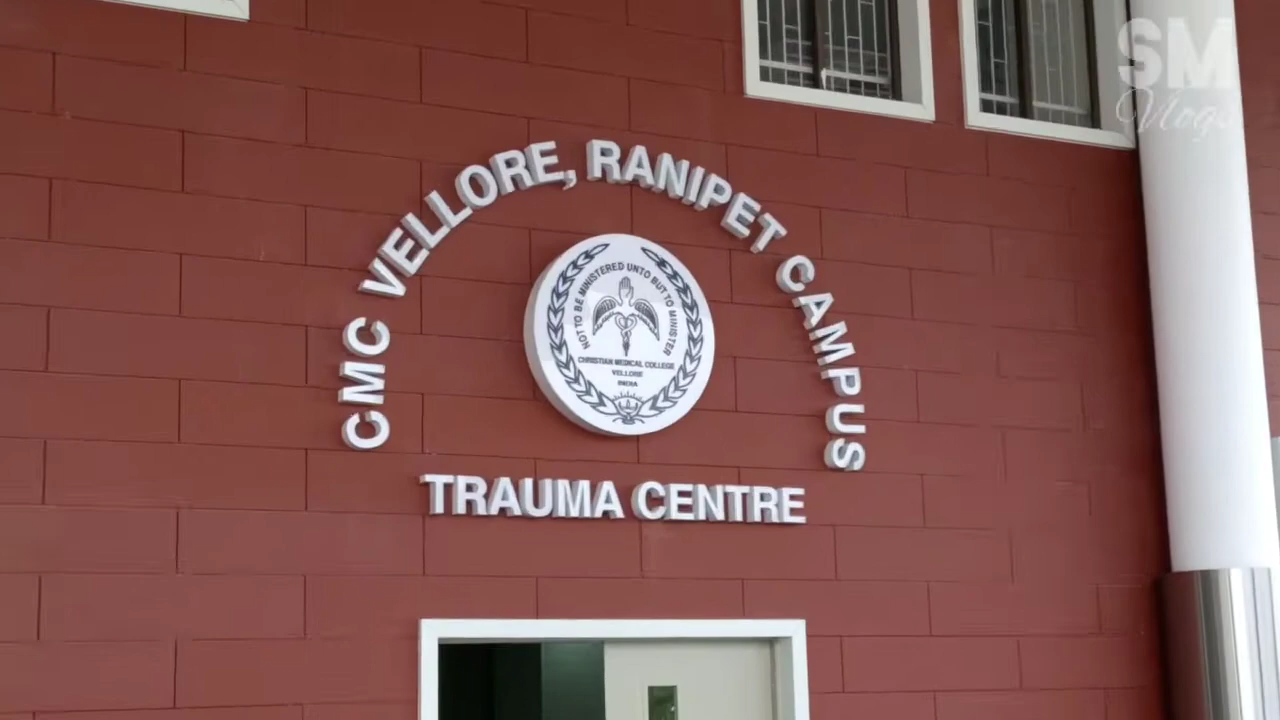 SM
Vlogs
CMC VELLORE, RANIPET CAMPUS
NOT TO BE MINISTERED UNTO BUT TO MINISTER
CHRISTIAN MEDICAL COLLEGE
VELLORE
INDIA
TRAUMA CENTRE